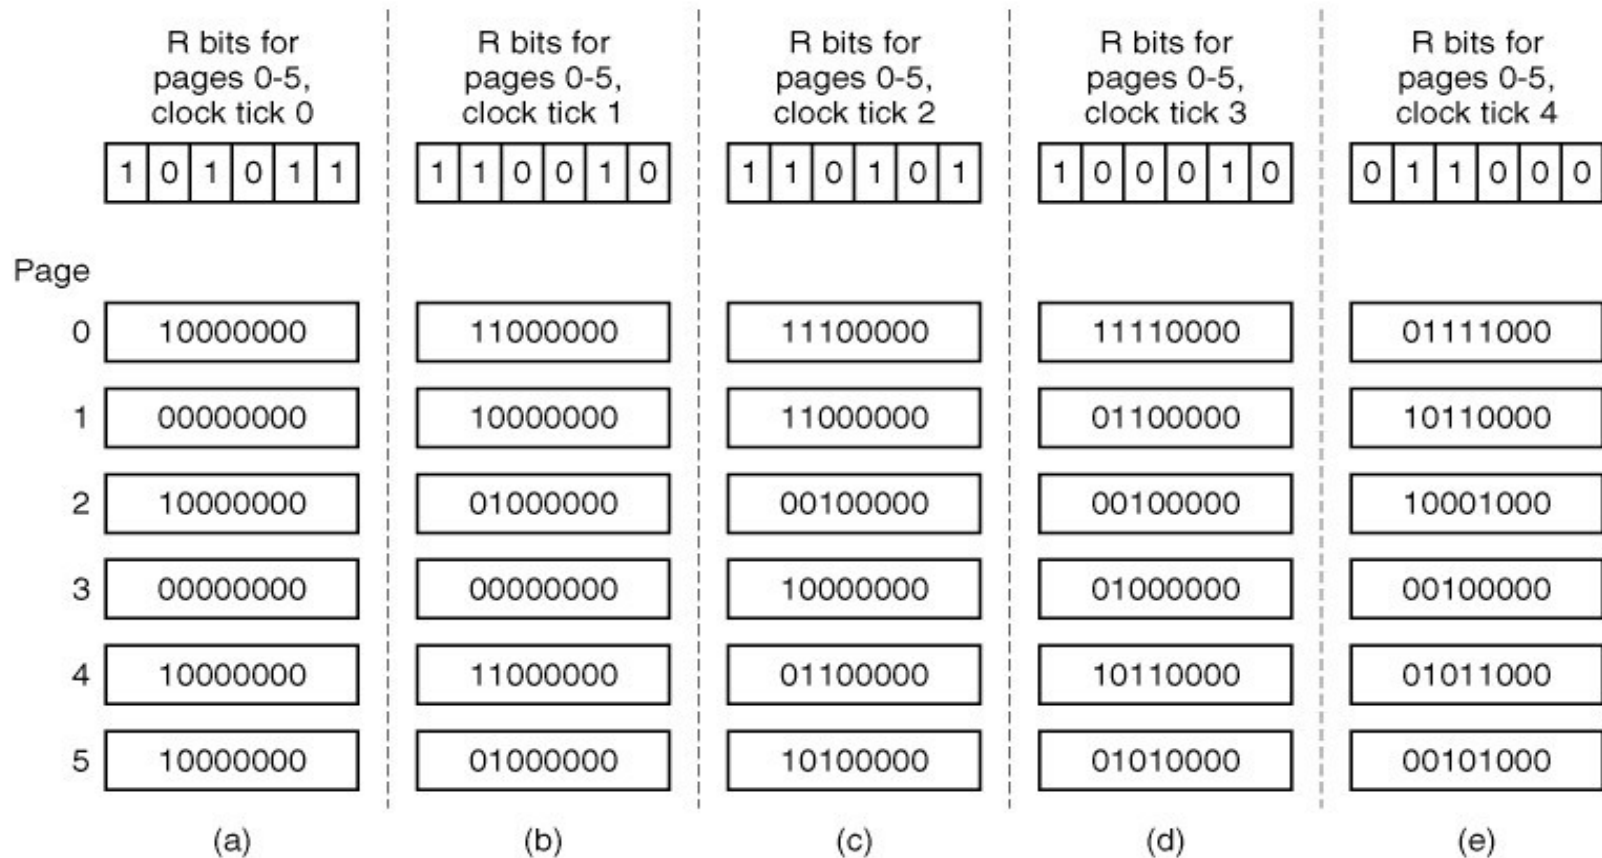 R bits for
pages 0-5,
clock tick 0
R bits for
pages 0-5,
clock tick 1
R bits for
pages 0-5,
clock tick 2
R bits for
pages 0-5,
clock tick 3
R bits for
pages 0-5,
clock tick 4
1 0 1 0 1 1
1 1 0 0 1 0
1 1 0 1 0 1
1 0 0 0 1 0
0 1 1 0 0 0
Page
0 10000000 11000000 11100000 11110000 01111000
1 00000000 10000000 11000000 01100000 10110000
2 10000000 01000000 00100000 00100000 10001000
3 00000000 00000000 10000000 01000000 00100000
4 10000000 11000000 01100000 10110000 01011000
5 10000000 01000000 10100000 01010000 00101000
(a) (b) (c) (d) (e)